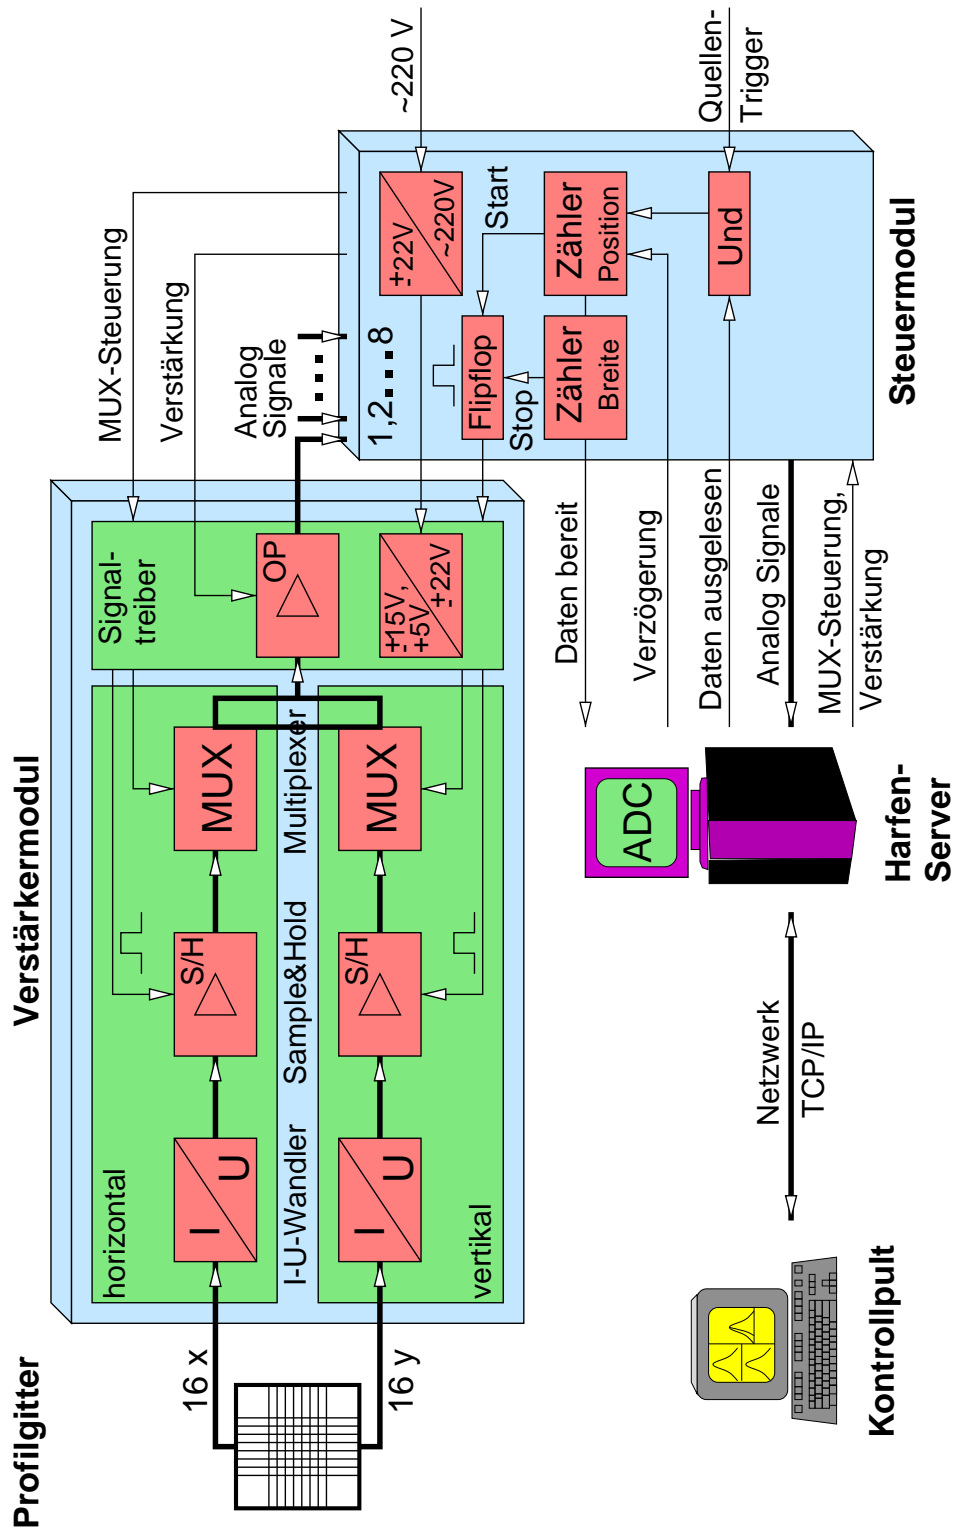 Profilgitter
Verstärkermodul
16 x
16 y
horizontal
I
U
S/H
MUX
I-U-Wandler
Sample&Hold
Multiplexer
I
U
S/H
MUX
vertikal
Signal-
treiber
OP
±15V,
+5V
±22V
MUX-Steuerung
Verstärkung
Analog
Signale
1,2....8
~220 V
±22V
~220V
Flipflop
Start
Stop
Zähler
Breite
Zähler
Position
Und
Quellen-
Trigger
Steuermodul
Daten bereit
Verzögerung
Daten ausgelesen
Analog Signale
MUX-Steuerung,
Verstärkung
ADC
Harfen-
Server
Netzwerk
TCP/IP
Kontrollpult